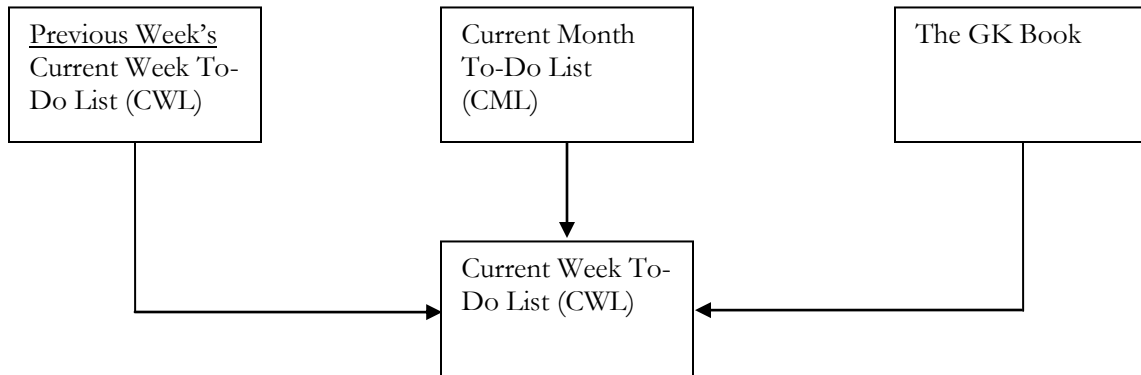 Previous Week's
Current Week To-
Do List (CWL)
Current Month
To-Do List
(CML)
The GK Book
Current Week To-
Do List (CWL)